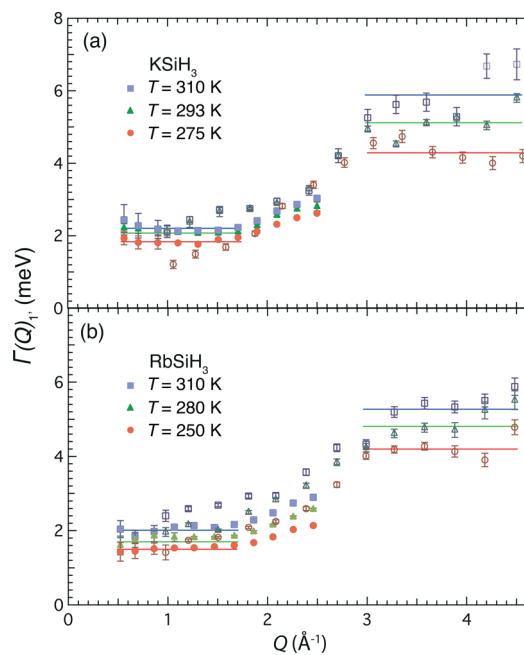 (a)
KSiH3
T = 310 K
T = 293 K
T = 275 K
8
6
4
2
0
Γ(Q)1' (meV)
(b)
RbSiH3
T = 310 K
T = 280 K
T = 250 K
6
4
2
0
0 1 2 3 4
Q (Å-1)